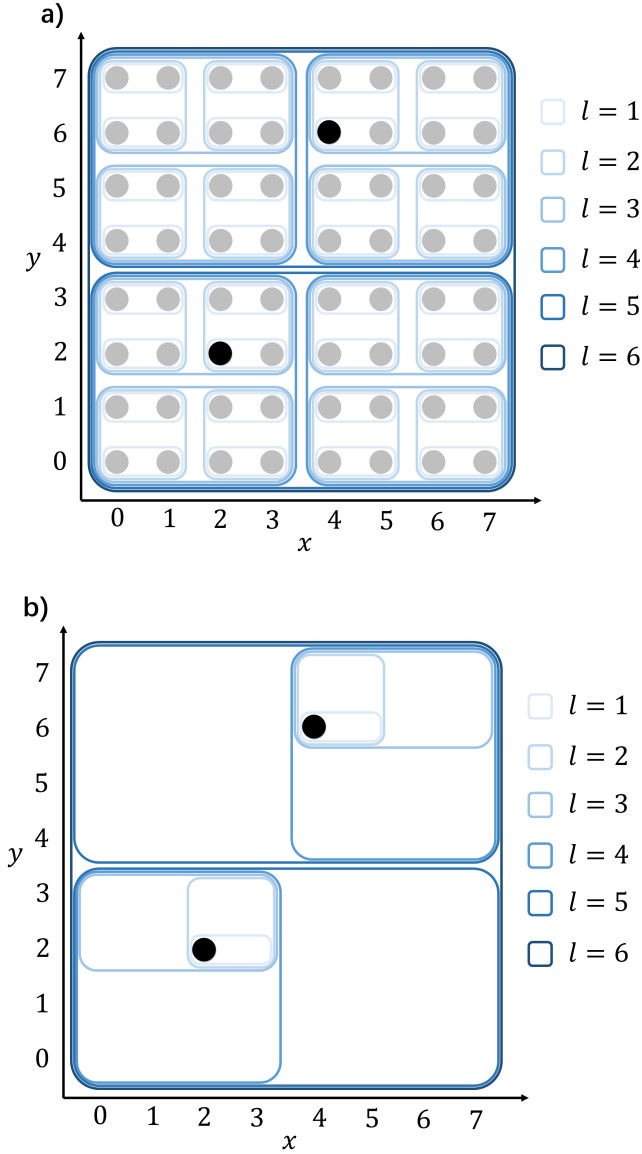 a)
7
6
5
4
3
2
1
0
y
0 1 2 3 4 5 6 7
x
l = 1
l = 2
l = 3
l = 4
l = 5
l = 6
b)
7
6
5
4
3
2
1
0
y
0 1 2 3 4 5 6 7
x
l = 1
l = 2
l = 3
l = 4
l = 5
l = 6